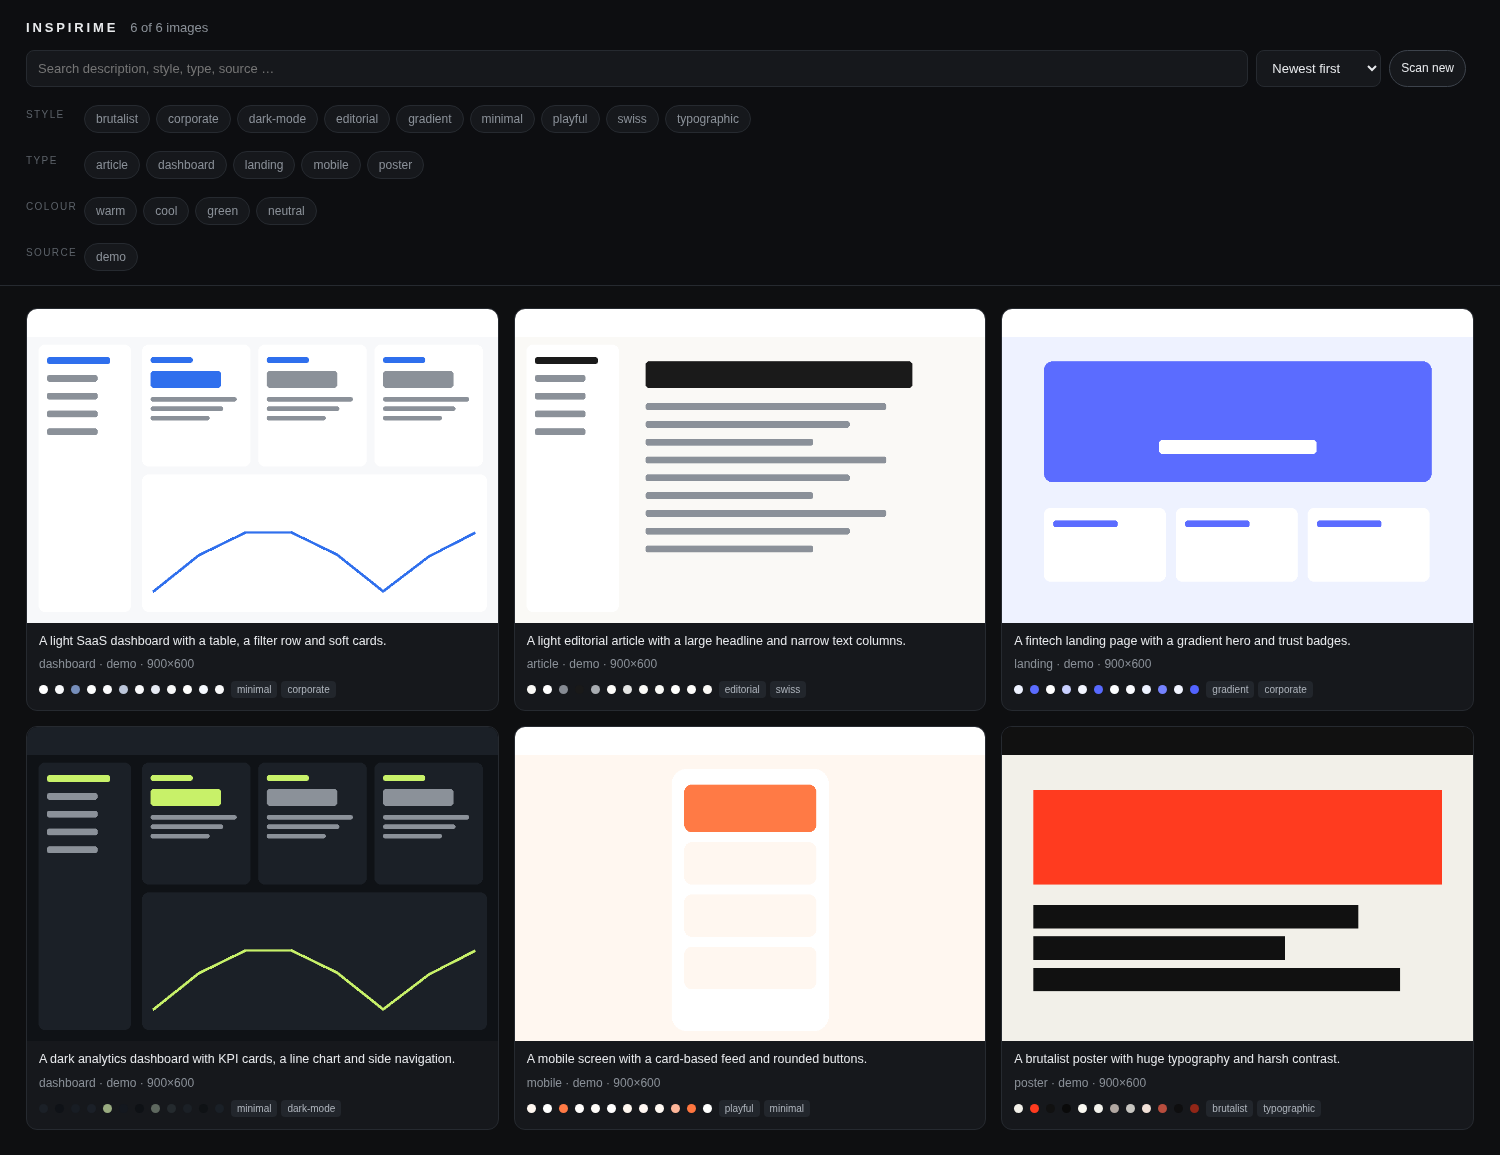 INSPIRIME 6 of 6 images
Search description, style, type, source …
Newest first
Scan new
STYLE brutalist corporate dark-mode editorial gradient minimal playful swiss typographic
TYPE article dashboard landing mobile poster
COLOUR warm cool green neutral
SOURCE demo
A light SaaS dashboard with a table, a filter row and soft cards.
dashboard · demo · 900×600
minimal corporate
A light editorial article with a large headline and narrow text columns.
article · demo · 900×600
editorial swiss
A fintech landing page with a gradient hero and trust badges.
landing · demo · 900×600
gradient corporate
A dark analytics dashboard with KPI cards, a line chart and side navigation.
dashboard · demo · 900×600
minimal dark-mode
A mobile screen with a card-based feed and rounded buttons.
mobile · demo · 900×600
playful minimal
A brutalist poster with huge typography and harsh contrast.
poster · demo · 900×600
brutalist typographic